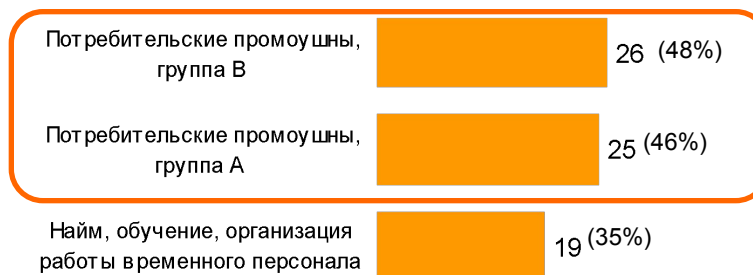 Потребительские промоушны,
группа В
26 (48%)
Потребительские промоушны,
группа А
25 (46%)
Найм, обучение, организация
работы временного персонала
19 (35%)